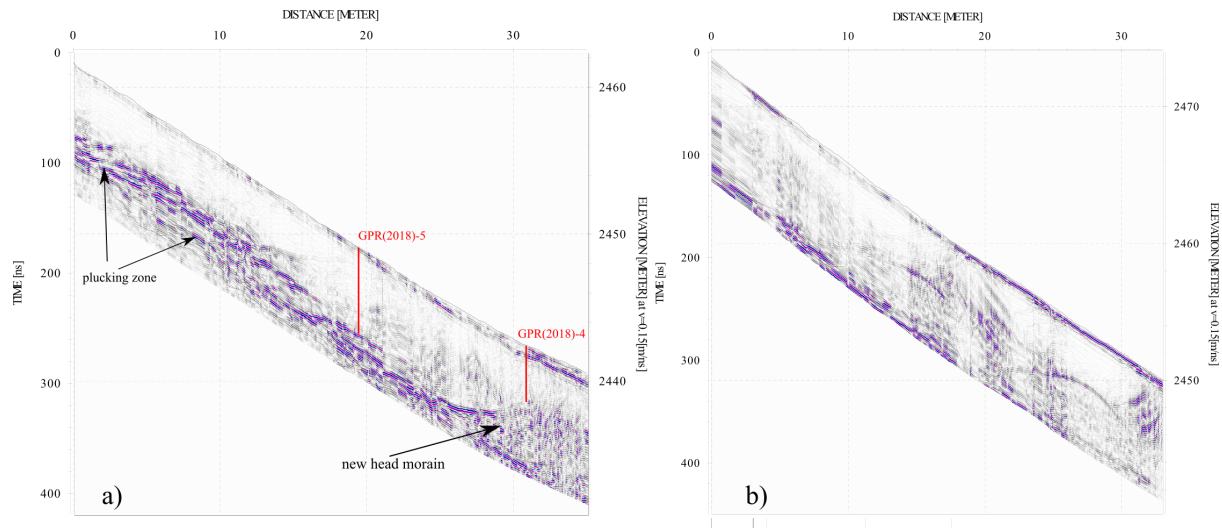 DISTANCE [METER]
0 10 19 30
0
100
200
300
400
TIME [ns]
2460
2450
2440
ELEVATION [METER] at v=0.15[m/ns]
GPR(2018)-5
GPR(2018)-4
plucking zone
new head morain
a)
DISTANCE [METER]
0 10 20 30
0
100
200
300
400
TIME [ns]
2470
2460
2450
ELEVATION [METER] at v=0.15[m/ns]
b)